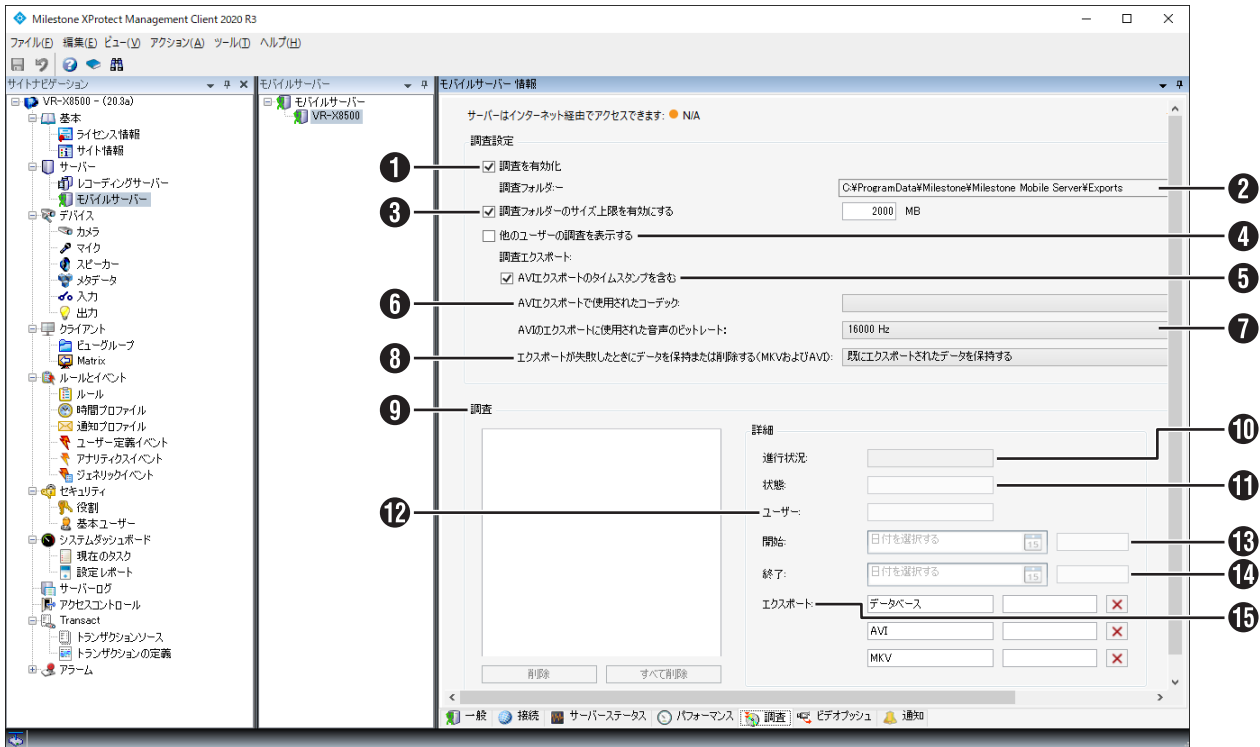 Milestone XProtect Management Client 2020 R3
ファイル(F) 編集(E) ビュー(V) アクション(A) ツール(T) ヘルプ(H)
サイトナビゲーション
VR-X8500 - (20.3a)
基本
ライセンス情報
サイト情報
サーバー
レコーディングサーバー
モバイルサーバー
デバイス
カメラ
マイク
スピーカー
メタデータ
入力
出力
クライアント
ビューグループ
Matrix
ルールとイベント
ルール
時間プロファイル
通知プロファイル
ユーザー定義イベント
アナリティクスイベント
ジェネリックイベント
セキュリティ
役割
基本ユーザー
システムダッシュボード
現在のタスク
設定レポート
サーバーログ
アクセスコントロール
Transact
トランザクションソース
トランザクションの定義
アラーム
モバイルサーバー
モバイルサーバー
VR-X8500
モバイルサーバー 情報
サーバーはインターネット経由でアクセスできます: N/A
調査設定
❶ 調査を有効化
調査フォルダー
C:¥ProgramData¥Milestone¥Milestone Mobile Server¥Exports ❷
❸ 調査フォルダーのサイズ上限を有効にする 2000 MB
他のユーザーの調査を表示する ❹
調査エクスポート:
AVIエクスポートのタイムスタンプを含む ❺
❻ AVIエクスポートで使用されたコーデック:
AVIのエクスポートに使用された音声のビットレート: 16000 Hz ❼
❽ エクスポートが失敗したときにデータを保持または削除する(MKVおよびAVI): 既にエクスポートされたデータを保持する
❾ 調査
削除 すべて削除
詳細
進行状況: ❿
状態: ⓫
⓬ ユーザー:
開始: 日付を選択する 15 ⓭
終了: 日付を選択する 15 ⓮
エクスポート: データベース ⓯
AVI
MKV
一般 接続 サーバーステータス パフォーマンス 調査 ビデオプッシュ 通知